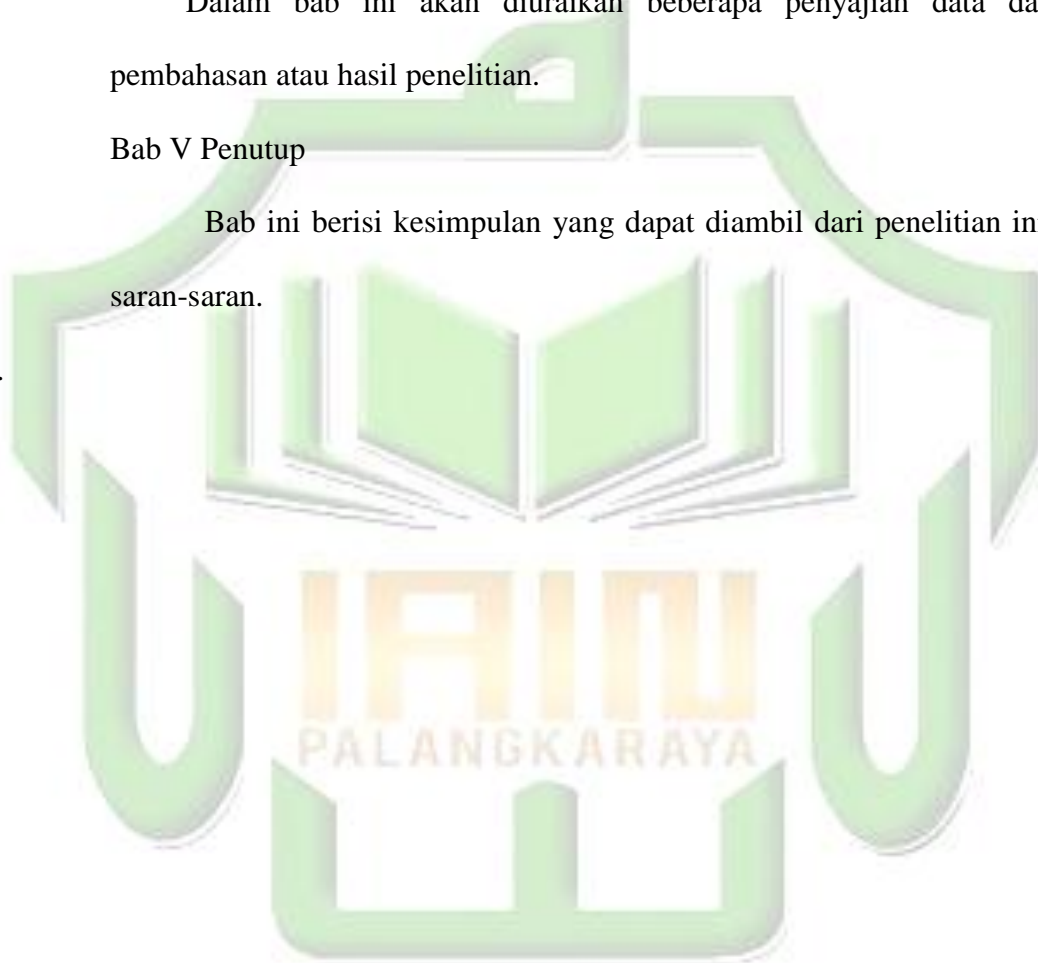 Dalam bab ini akan diuraikan beberapa penyajian data da
pembahasan atau hasil penelitian.
Bab V Penutup
Bab ini berisi kesimpulan yang dapat diambil dari penelitian in
saran-saran.
.
IAIN
PALANGKARAYA